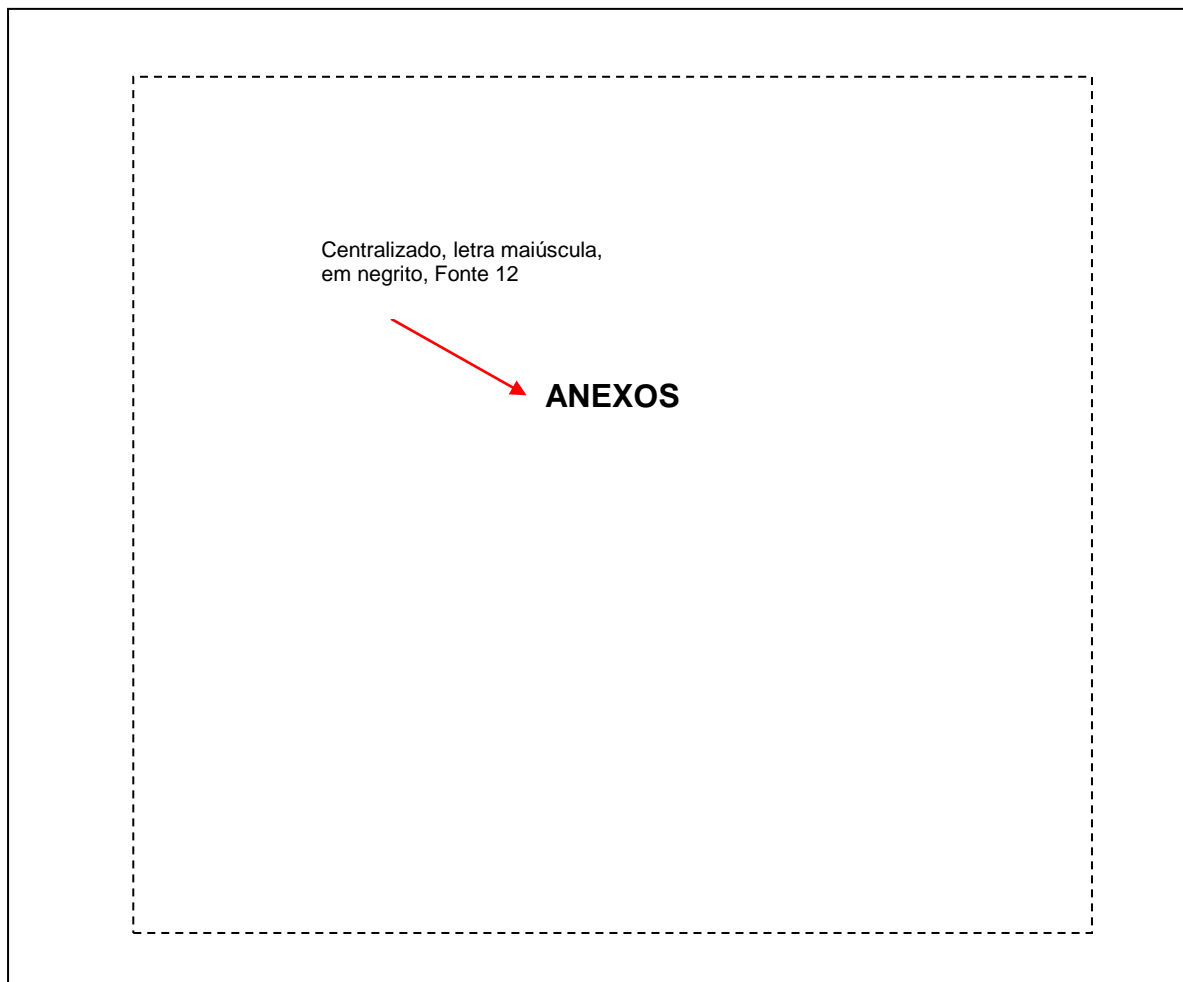 Centralizado, letra maiúscula,
em negrito, Fonte 12
ANEXOS